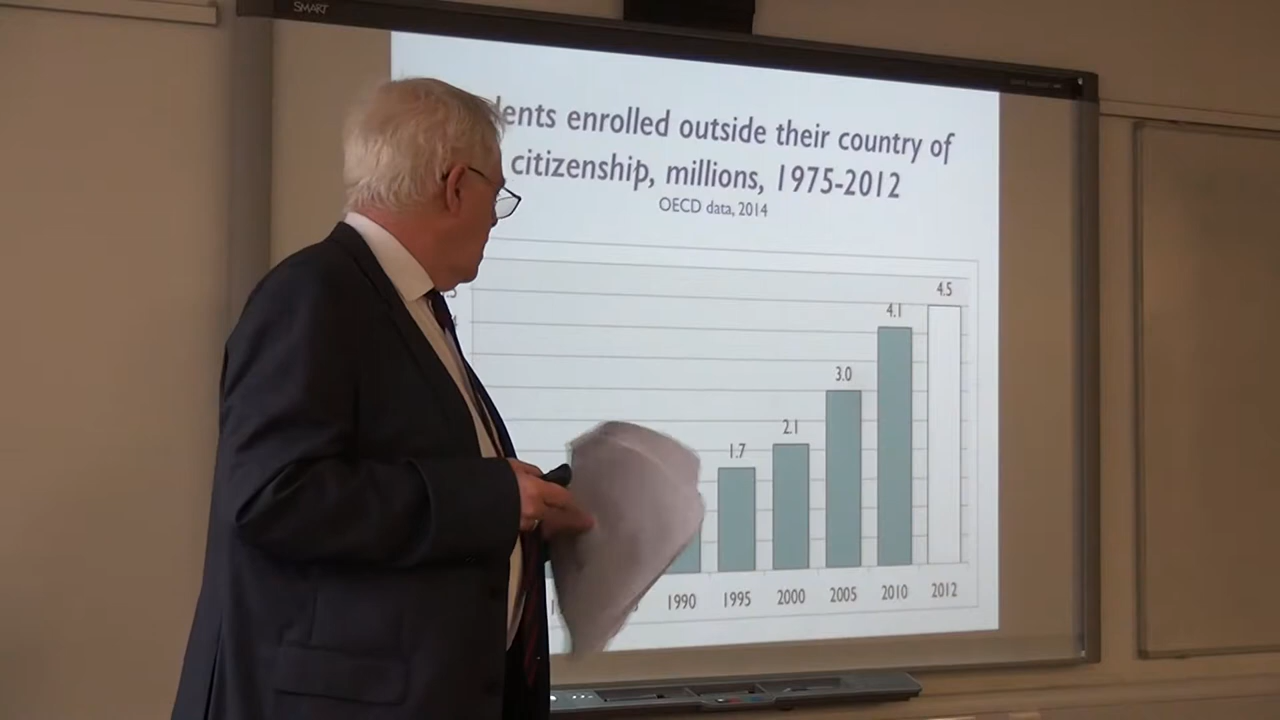 SMART
dents enrolled outside their country of
citizenship, millions, 1975-2012
OECD data, 2014
4.5
4.1
3.0
2.1
1.7
1990 1995 2000 2005 2010 2012